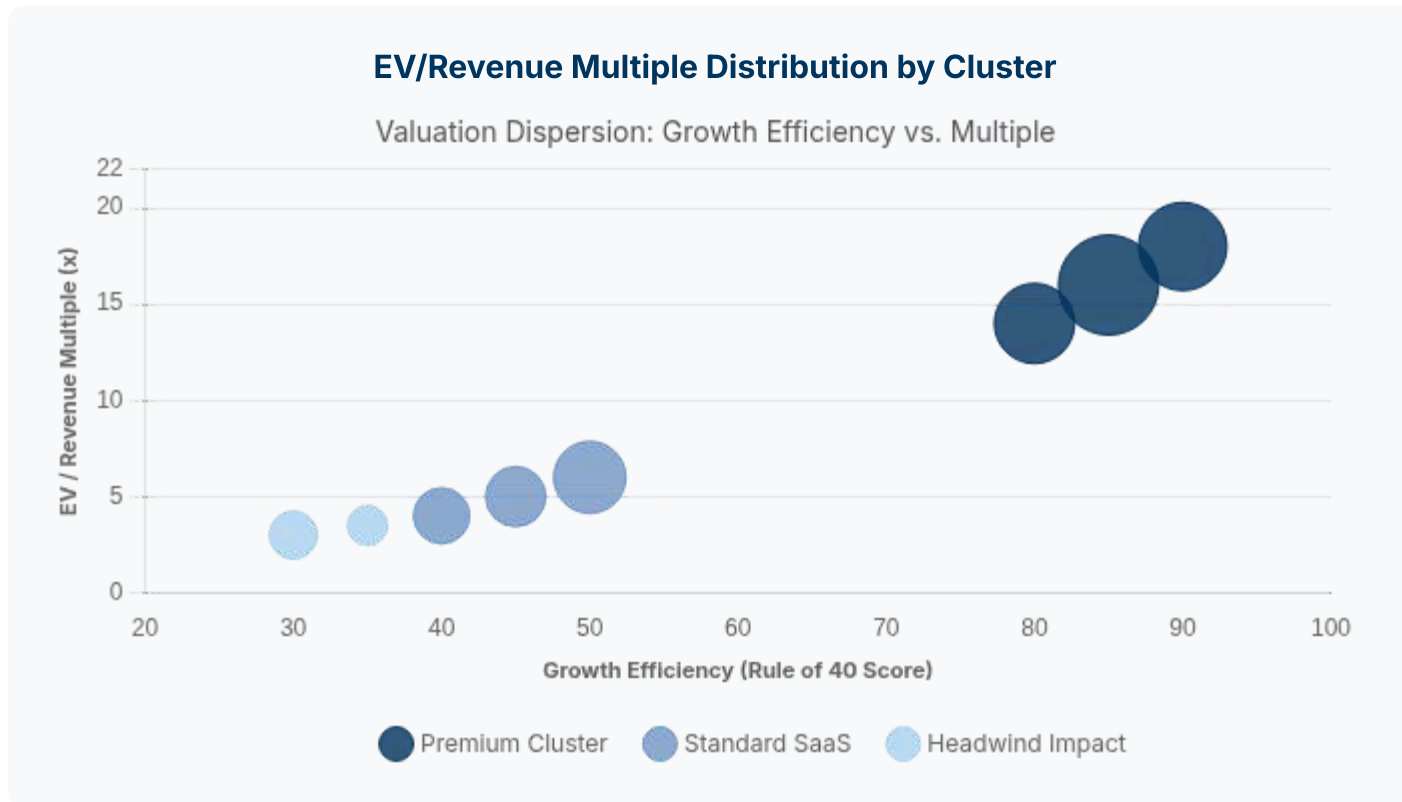 EV/Revenue Multiple Distribution by Cluster
Valuation Dispersion: Growth Efficiency vs. Multiple
22
20
15
10
5
0
EV / Revenue Multiple (x)
20 30 40 50 60 70 80 90 100
Growth Efficiency (Rule of 40 Score)
Premium Cluster Standard SaaS Headwind Impact